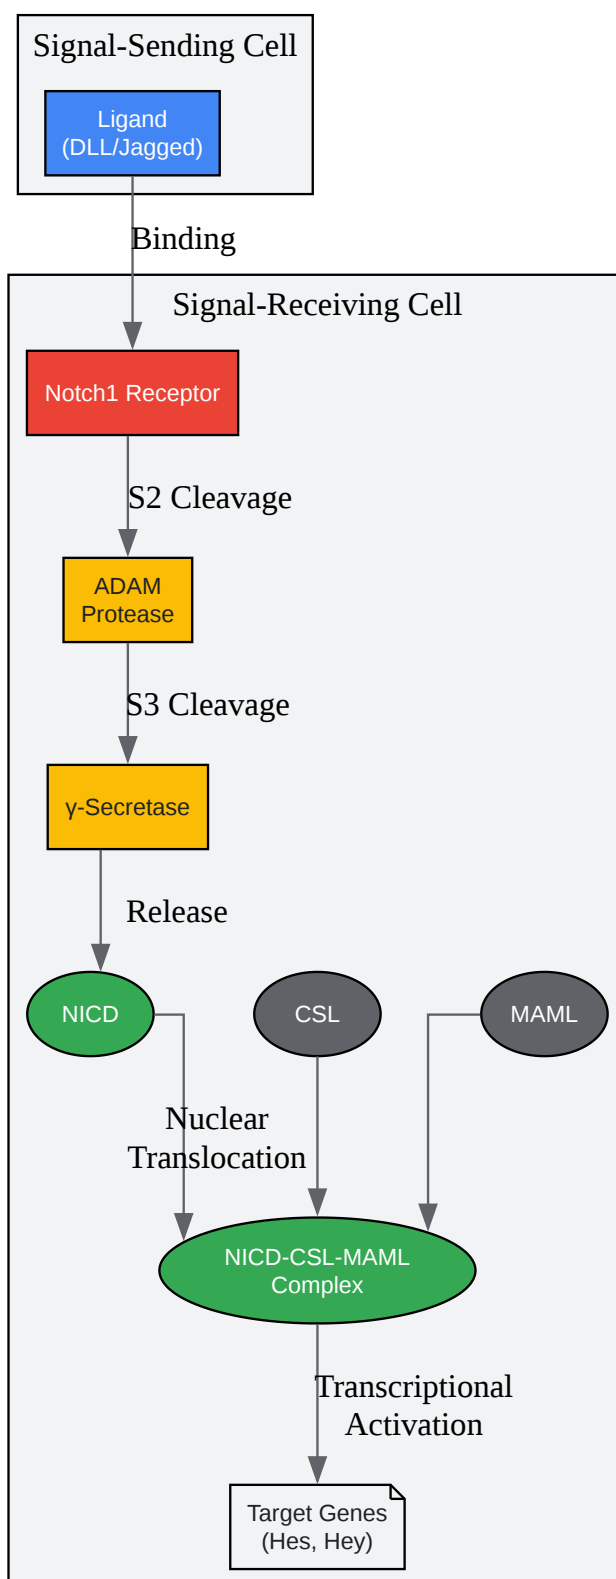 Signal-Sending Cell
Ligand
(DLL/Jagged)
Binding
Signal-Receiving Cell
Notch1 Receptor
S2 Cleavage
ADAM
Protease
S3 Cleavage
γ-Secretase
Release
NICD
CSL
MAML
Nuclear
Translocation
NICD-CSL-MAML
Complex
Transcriptional
Activation
Target Genes
(Hes, Hey)